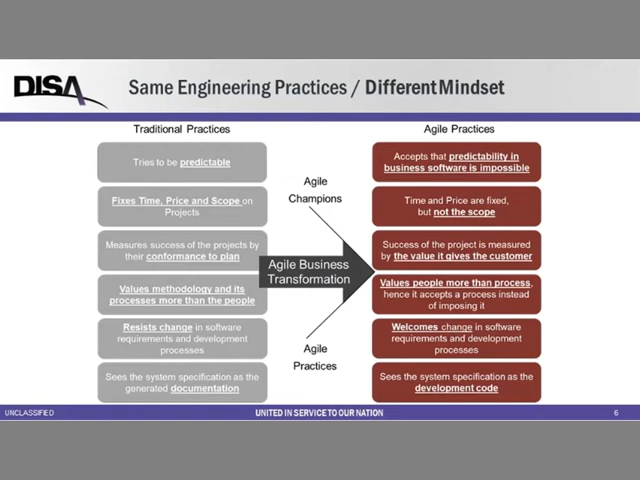 DISA
Same Engineering Practices / Different Mindset
Traditional Practices
Tries to be predictable
Fixes Time, Price and Scope on
Projects
Measures success of the projects by
their conformance to plan
Values methodology and its
processes more than the people
Resists change in software
requirements and development
processes
Sees the system specification as the
generated documentation
Agile
Champions
Agile Business
Transformation
Agile
Practices
Agile Practices
Accepts that predictability in
business software is impossible
Time and Price are fixed,
but not the scope
Success of the project is measured
by the value it gives the customer
Values people more than process,
hence it accepts a process instead
of imposing it
Welcomes change in software
requirements and development
processes
Sees the system specification as the
development code
UNCLASSIFIED
UNITED IN SERVICE TO OUR NATION
6